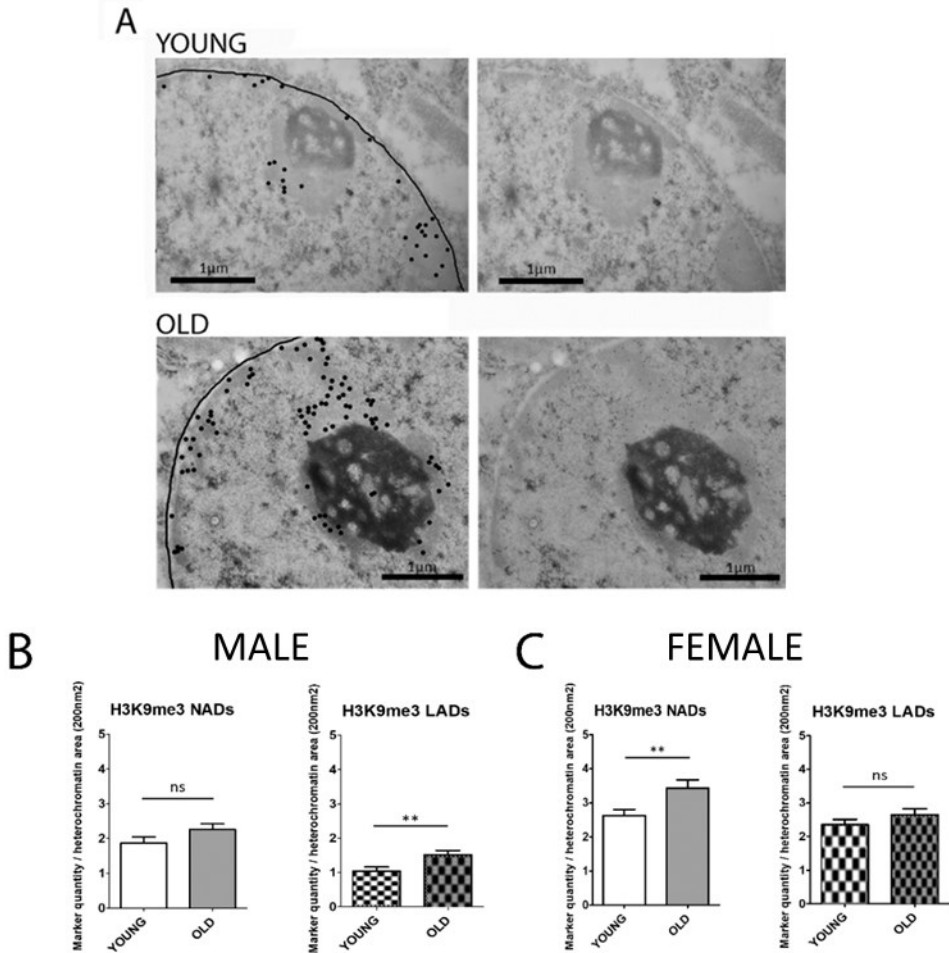 A
YOUNG
1μm
OLD
1μm
1μm
B
MALE
H3K9me3 NADs
Marker quantity / heterochromatin area (200nm2)
5
4
3
2
1
0
ns
YOUNG
OLD
H3K9me3 LADs
Marker quantity / heterochromatin area (200nm2)
5
4
3
2
1
0
**
YOUNG
OLD
C
FEMALE
H3K9me3 NADs
Marker quantity / heterochromatin area (200nm2)
5
4
3
2
1
0
**
YOUNG
OLD
H3K9me3 LADs
Marker quantity / heterochromatin area (200nm2)
5
4
3
2
1
0
ns
YOUNG
OLD
1μm